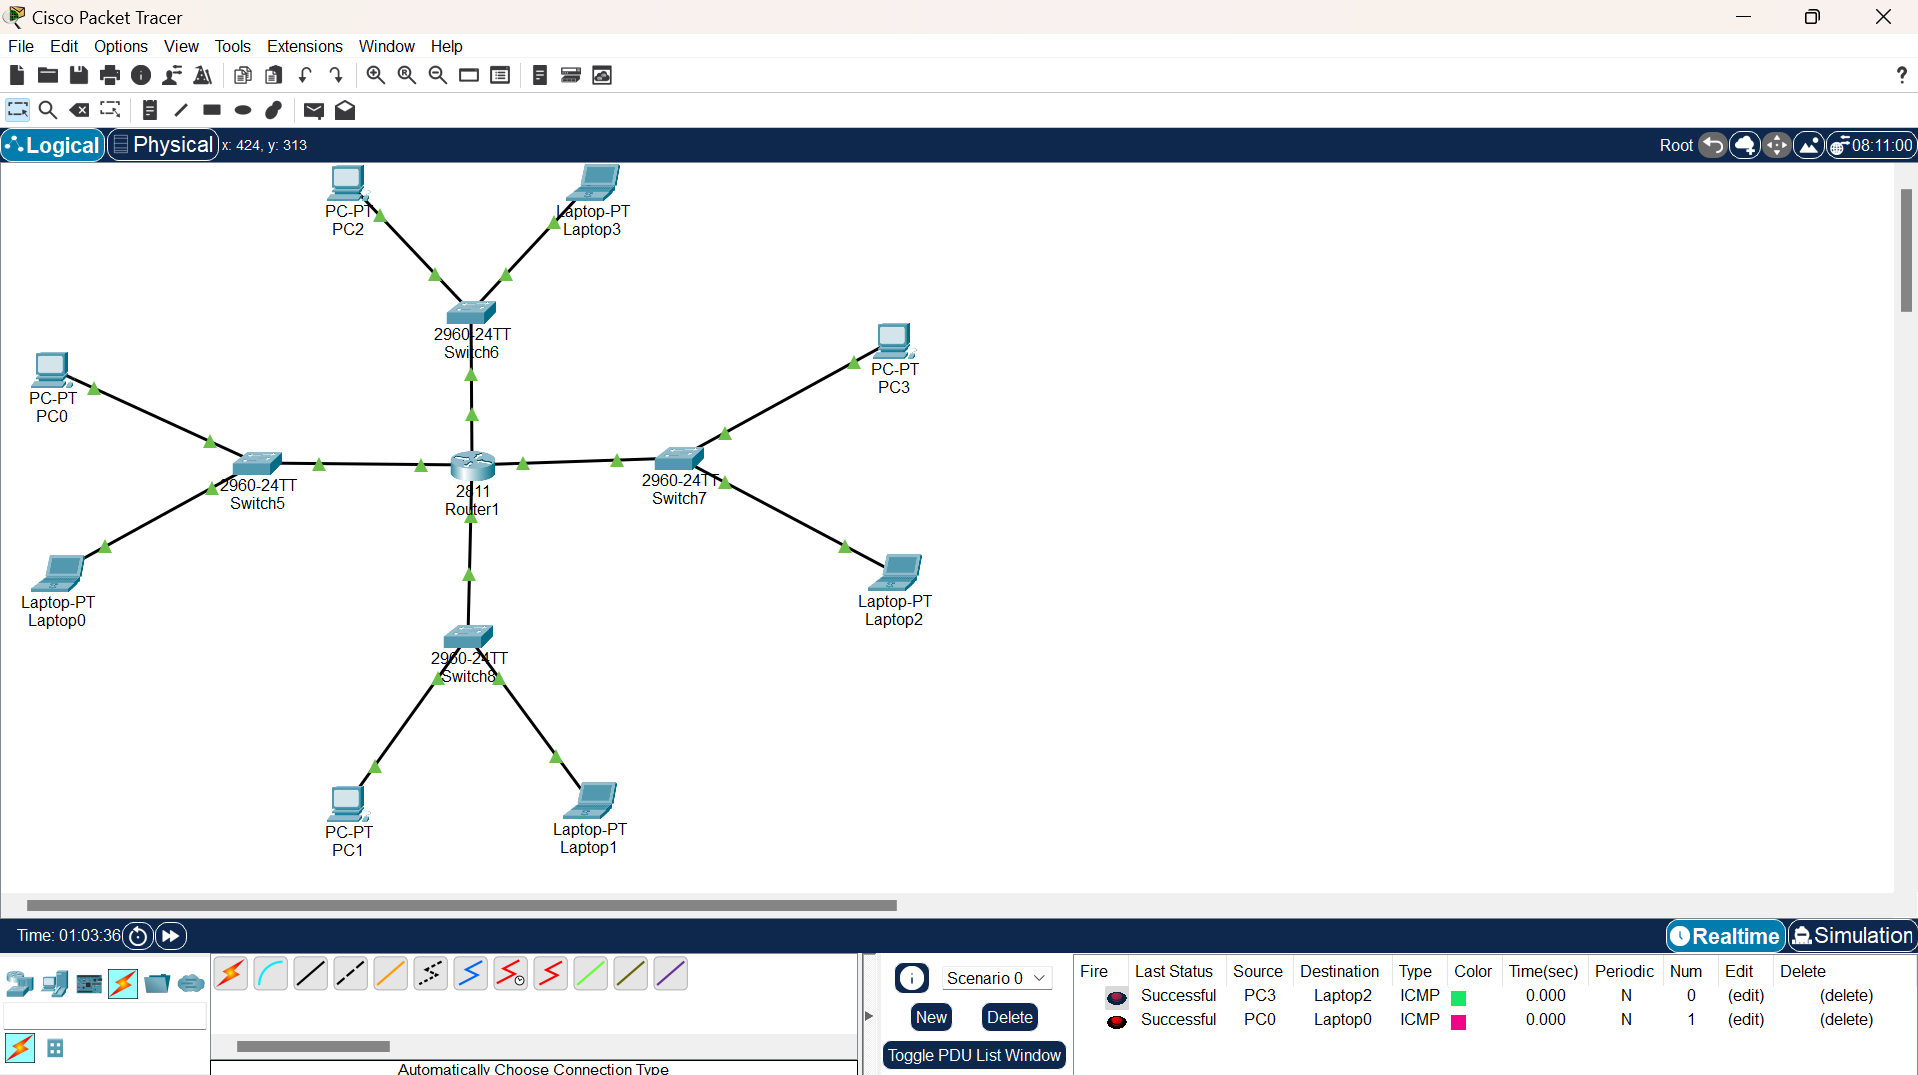 Cisco Packet Tracer
File Edit Options View Tools Extensions Window Help
?
Logical Physical x: 424, y: 313 Root 08:11:00
PC-PT
PC2
Laptop-PT
Laptop3
2960-24TT
Switch6
PC-PT
PC3
PC-PT
PC0
2960-24TT
Switch5
2811
Router1
2960-24TT
Switch7
Laptop-PT
Laptop0
Laptop-PT
Laptop2
2960-24TT
Switch8
PC-PT
PC1
Laptop-PT
Laptop1
Time: 01:03:36 Realtime Simulation
Scenario 0
New Delete
Toggle PDU List Window
Automatically Choose Connection Type
Fire Last Status Source Destination Type Color Time(sec) Periodic Num Edit Delete
Successful PC3 Laptop2 ICMP 0.000 N 0 (edit) (delete)
Successful PC0 Laptop0 ICMP 0.000 N 1 (edit) (delete)